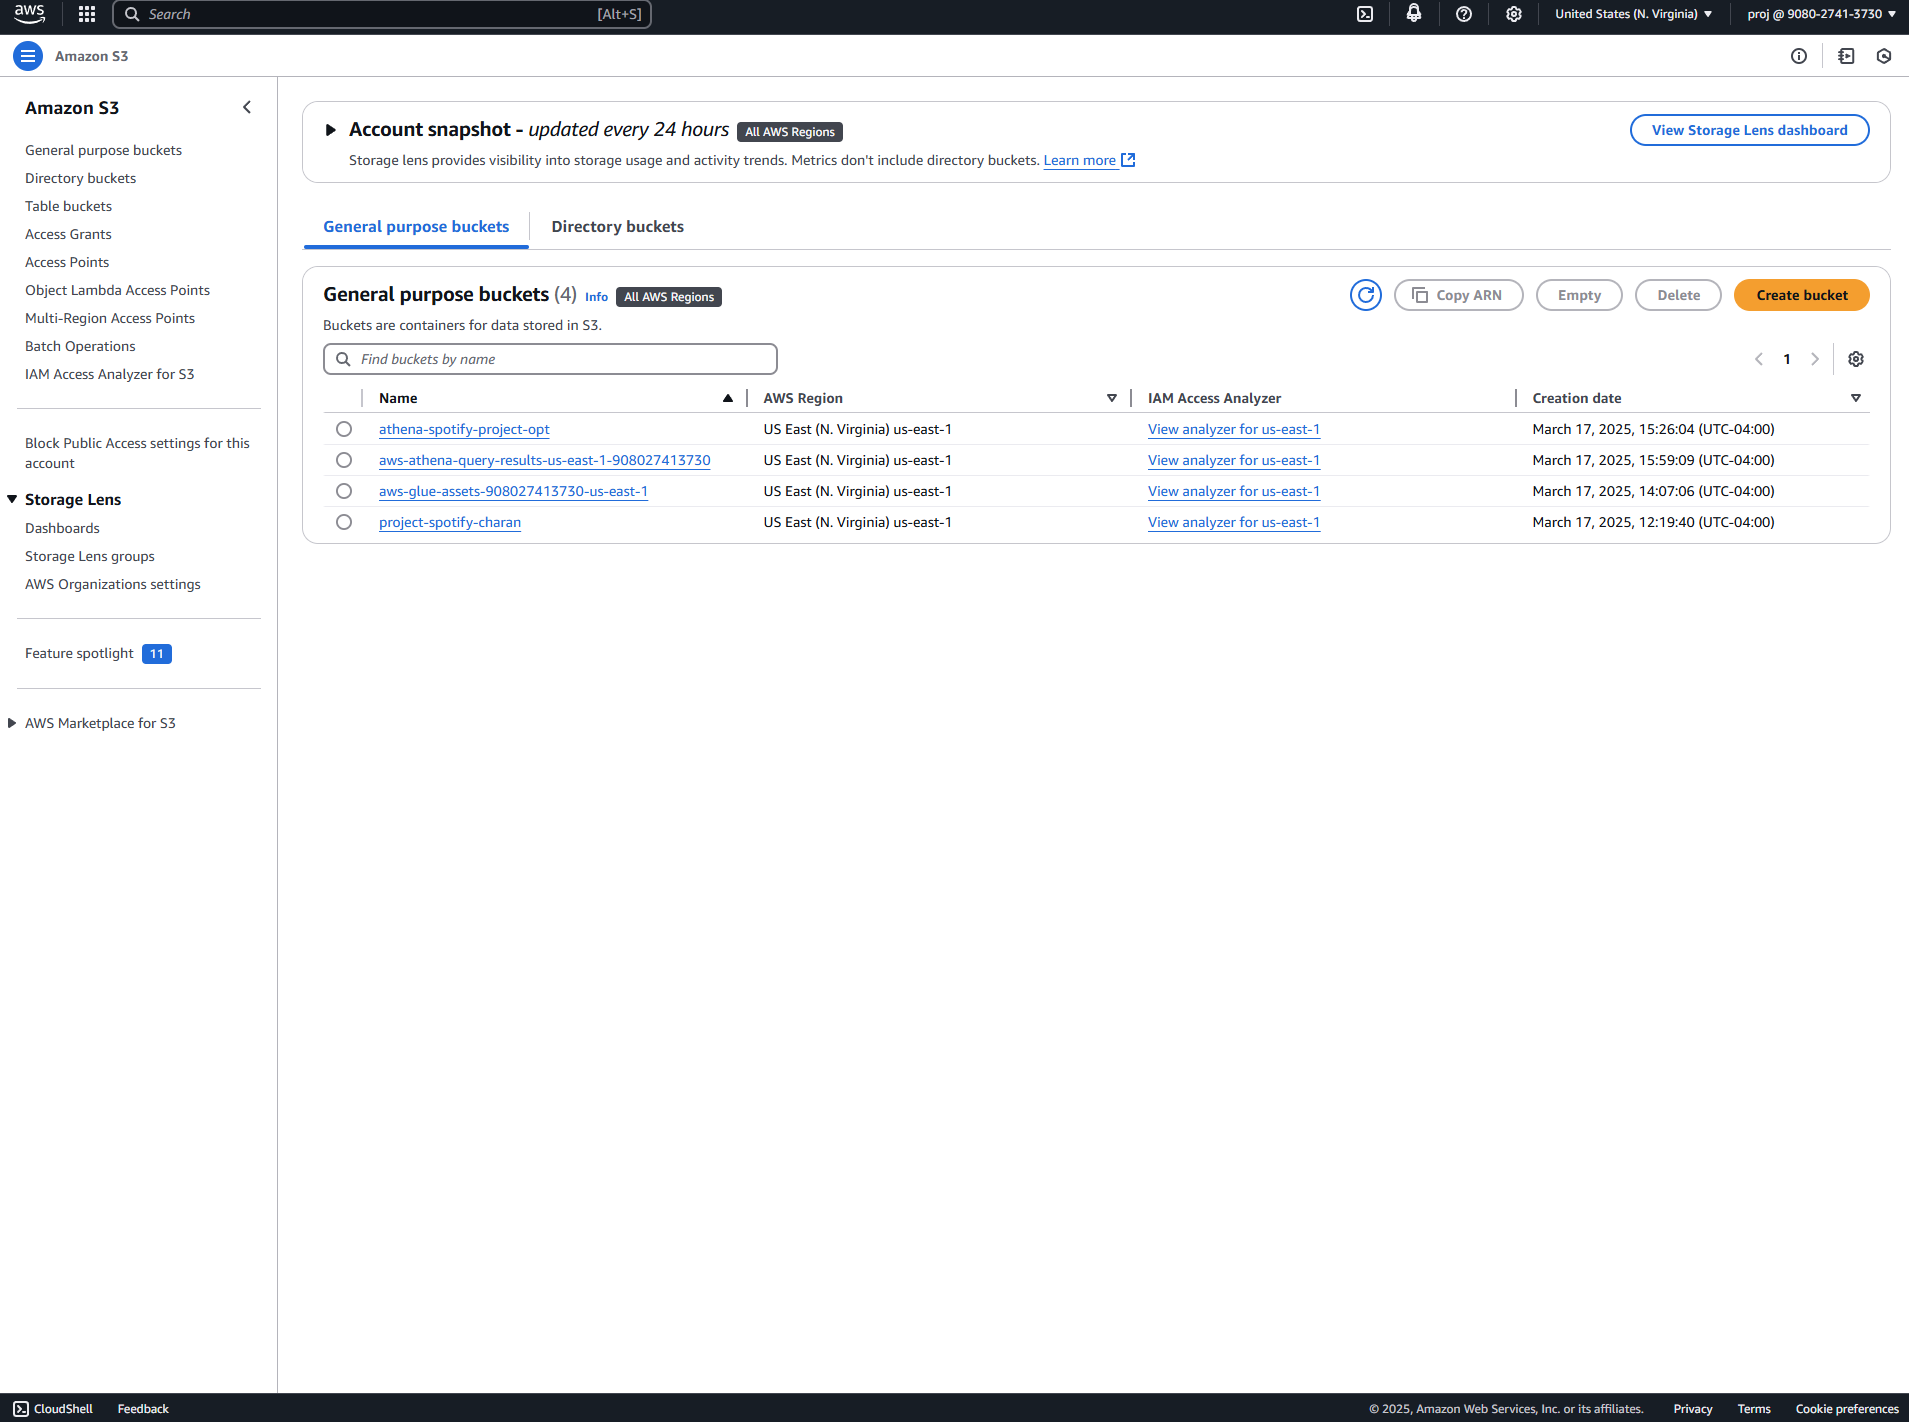 aws
Search [Alt+S]
United States (N. Virginia)
proj @ 9080-2741-3730
Amazon S3
Amazon S3
General purpose buckets
Directory buckets
Table buckets
Access Grants
Access Points
Object Lambda Access Points
Multi-Region Access Points
Batch Operations
IAM Access Analyzer for S3
Block Public Access settings for this
account
Storage Lens
Dashboards
Storage Lens groups
AWS Organizations settings
Feature spotlight 11
AWS Marketplace for S3
Account snapshot - updated every 24 hours All AWS Regions
View Storage Lens dashboard
Storage lens provides visibility into storage usage and activity trends. Metrics don't include directory buckets. Learn more
General purpose buckets Directory buckets
General purpose buckets (4) Info All AWS Regions
Copy ARN Empty Delete Create bucket
Buckets are containers for data stored in S3.
Find buckets by name
1
Name AWS Region IAM Access Analyzer Creation date
athena-spotify-project-opt US East (N. Virginia) us-east-1 View analyzer for us-east-1 March 17, 2025, 15:26:04 (UTC-04:00)
aws-athena-query-results-us-east-1-908027413730 US East (N. Virginia) us-east-1 View analyzer for us-east-1 March 17, 2025, 15:59:09 (UTC-04:00)
aws-glue-assets-908027413730-us-east-1 US East (N. Virginia) us-east-1 View analyzer for us-east-1 March 17, 2025, 14:07:06 (UTC-04:00)
project-spotify-charan US East (N. Virginia) us-east-1 View analyzer for us-east-1 March 17, 2025, 12:19:40 (UTC-04:00)
CloudShell Feedback © 2025, Amazon Web Services, Inc. or its affiliates. Privacy Terms Cookie preferences